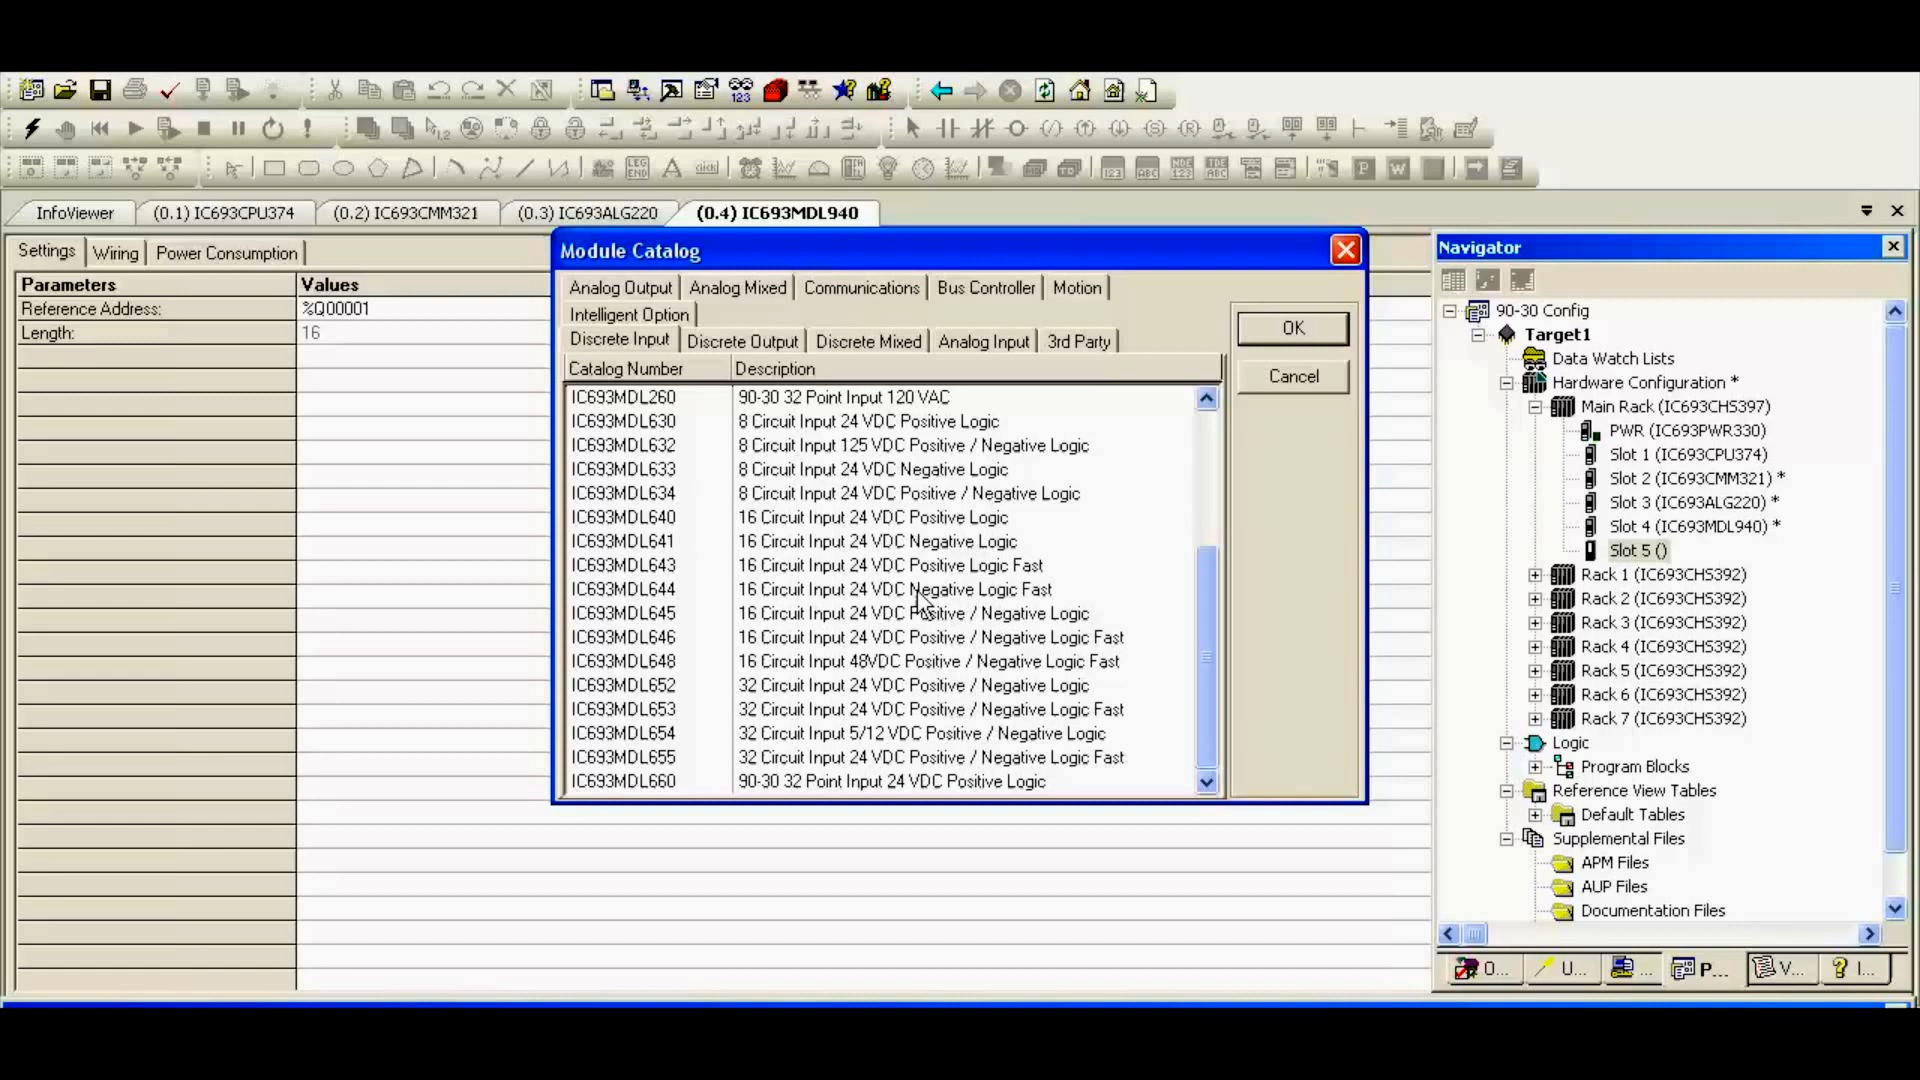 InfoViewer (0.1) IC693CPU374 (0.2) IC693CMM321 (0.3) IC693ALG220 (0.4) IC693MDL940
Settings Wiring Power Consumption
Parameters Values
Reference Address: %Q00001
Length: 16
Module Catalog
Analog Output Analog Mixed Communications Bus Controller Motion
Intelligent Option
Discrete Input Discrete Output Discrete Mixed Analog Input 3rd Party
Catalog Number Description
IC693MDL260 90-30 32 Point Input 120 VAC
IC693MDL630 8 Circuit Input 24 VDC Positive Logic
IC693MDL632 8 Circuit Input 125 VDC Positive / Negative Logic
IC693MDL633 8 Circuit Input 24 VDC Negative Logic
IC693MDL634 8 Circuit Input 24 VDC Positive / Negative Logic
IC693MDL640 16 Circuit Input 24 VDC Positive Logic
IC693MDL641 16 Circuit Input 24 VDC Negative Logic
IC693MDL643 16 Circuit Input 24 VDC Positive Logic Fast
IC693MDL644 16 Circuit Input 24 VDC Negative Logic Fast
IC693MDL645 16 Circuit Input 24 VDC Positive / Negative Logic
IC693MDL646 16 Circuit Input 24 VDC Positive / Negative Logic Fast
IC693MDL648 16 Circuit Input 48VDC Positive / Negative Logic Fast
IC693MDL652 32 Circuit Input 24 VDC Positive / Negative Logic
IC693MDL653 32 Circuit Input 24 VDC Positive / Negative Logic Fast
IC693MDL654 32 Circuit Input 5/12 VDC Positive / Negative Logic
IC693MDL655 32 Circuit Input 24 VDC Positive / Negative Logic Fast
IC693MDL660 90-30 32 Point Input 24 VDC Positive Logic
OK
Cancel
Navigator
90-30 Config
Target1
Data Watch Lists
Hardware Configuration *
Main Rack (IC693CHS397)
PWR (IC693PWR330)
Slot 1 (IC693CPU374)
Slot 2 (IC693CMM321) *
Slot 3 (IC693ALG220) *
Slot 4 (IC693MDL940) *
Slot 5 ()
Rack 1 (IC693CHS392)
Rack 2 (IC693CHS392)
Rack 3 (IC693CHS392)
Rack 4 (IC693CHS392)
Rack 5 (IC693CHS392)
Rack 6 (IC693CHS392)
Rack 7 (IC693CHS392)
Logic
Program Blocks
Reference View Tables
Default Tables
Supplemental Files
APM Files
AUP Files
Documentation Files
O... U... ... P... V... I...